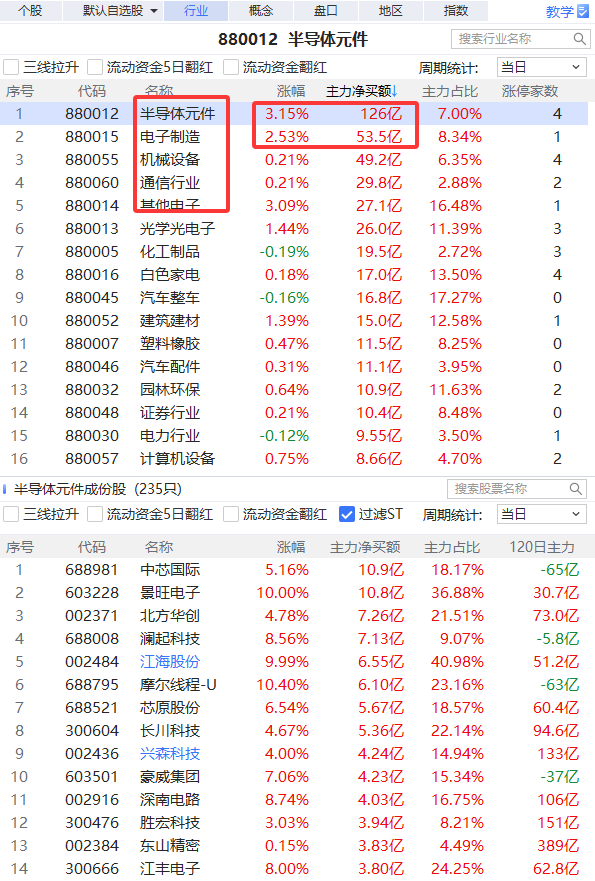 个股 默认自选股 行业 概念 盘口 地区 指数 教学
880012 半导体元件 搜索行业名称
三线拉升 流动资金5日翻红 流动资金翻红 周期统计: 当日
序号 代码 名称 涨幅 主力净买额↓ 主力占比 涨停家数
1 880012 半导体元件 3.15% 126亿 7.00% 4
2 880015 电子制造 2.53% 53.5亿 8.34% 1
3 880055 机械设备 0.21% 49.2亿 6.35% 4
4 880060 通信行业 0.21% 29.8亿 2.88% 2
5 880014 其他电子 3.09% 27.1亿 16.48% 1
6 880013 光学光电子 1.44% 26.0亿 11.39% 3
7 880005 化工制品 -0.19% 19.5亿 2.72% 3
8 880016 白色家电 0.18% 17.0亿 13.50% 4
9 880045 汽车整车 -0.16% 16.8亿 17.27% 0
10 880052 建筑建材 1.39% 15.0亿 12.58% 1
11 880007 塑料橡胶 0.47% 11.5亿 8.25% 0
12 880046 汽车配件 0.31% 11.1亿 3.95% 0
13 880032 园林环保 0.64% 10.9亿 11.63% 2
14 880048 证券行业 0.21% 10.4亿 8.48% 0
15 880030 电力行业 -0.12% 9.55亿 3.50% 1
16 880057 计算机设备 0.75% 8.66亿 4.70% 2
半导体元件成份股 (235只) 搜索股票名称
三线拉升 流动资金5日翻红 流动资金翻红 过滤ST 周期统计: 当日
序号 代码 名称 涨幅 主力净买额 主力占比 120日主力
1 688981 中芯国际 5.16% 10.9亿 18.17% -65亿
2 603228 景旺电子 10.00% 10.8亿 36.88% 30.7亿
3 002371 北方华创 4.78% 7.26亿 21.51% 73.0亿
4 688008 澜起科技 8.56% 7.13亿 9.07% -5.8亿
5 002484 江海股份 9.99% 6.55亿 40.98% 51.2亿
6 688795 摩尔线程-U 10.40% 6.10亿 23.16% -63亿
7 688521 芯原股份 6.54% 5.67亿 18.57% 60.4亿
8 300604 长川科技 4.67% 5.36亿 22.14% 94.6亿
9 002436 兴森科技 4.00% 4.24亿 14.94% 133亿
10 603501 豪威集团 7.06% 4.23亿 15.34% -37亿
11 002916 深南电路 8.74% 4.03亿 16.75% 106亿
12 300476 胜宏科技 3.03% 3.94亿 8.21% 151亿
13 002384 东山精密 0.15% 3.83亿 4.49% 389亿
14 300666 江丰电子 8.00% 3.80亿 24.25% 62.8亿